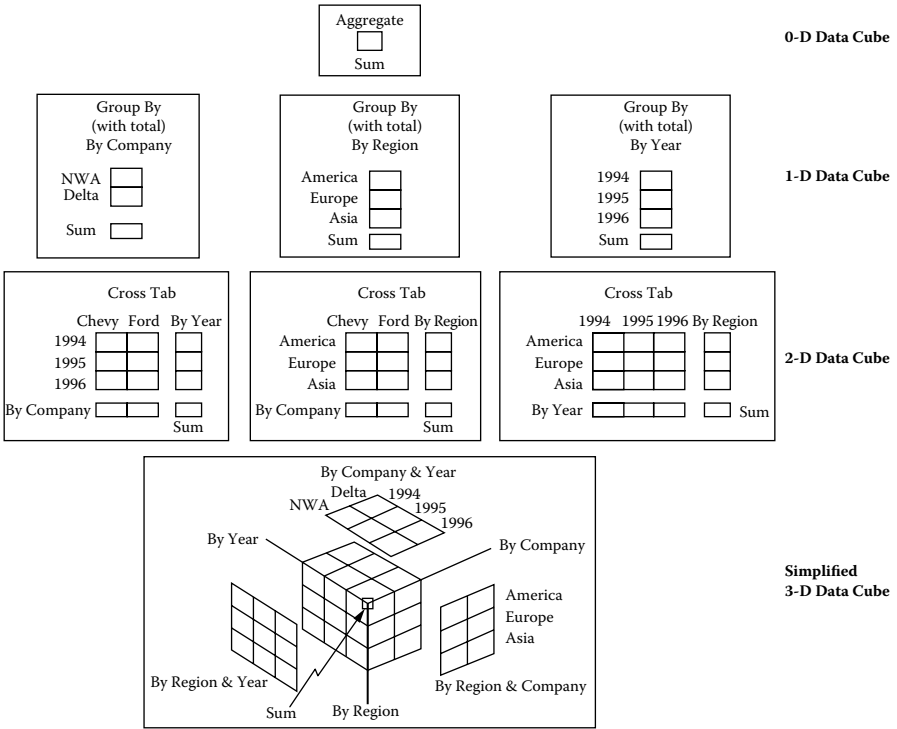 Aggregate
Sum
0-D Data Cube
Group By
(with total)
By Company
NWA
Delta
Sum
Group By
(with total)
By Region
America
Europe
Asia
Sum
Group By
(with total)
By Year
1994
1995
1996
Sum
1-D Data Cube
Cross Tab
Chevy Ford By Year
1994
1995
1996
By Company
Sum
Cross Tab
Chevy Ford By Region
America
Europe
Asia
By Company
Sum
Cross Tab
1994 1995 1996 By Region
America
Europe
Asia
By Year
Sum
2-D Data Cube
By Company & Year
Delta
NWA
1994
1995
1996
By Year
By Company
America
Europe
Asia
By Region & Year
By Region & Company
Sum
By Region
Simplified
3-D Data Cube